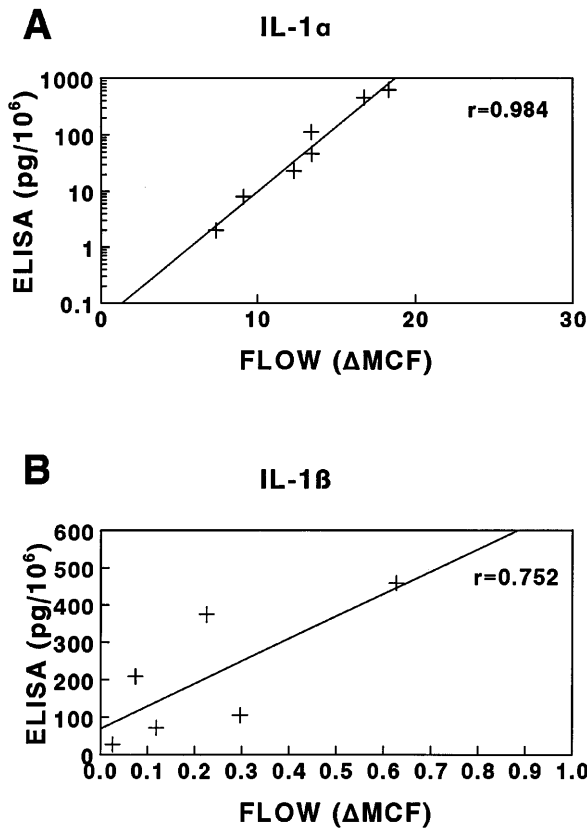 A
IL-1α
ELISA (pg/10⁶)
1000
100
10
1
0.1
r=0.984
0 10 20 30
FLOW (ΔMCF)
B
IL-1ß
ELISA (pg/10⁶)
600
500
400
300
200
100
0
r=0.752
0.0 0.1 0.2 0.3 0.4 0.5 0.6 0.7 0.8 0.9 1.0
FLOW (ΔMCF)